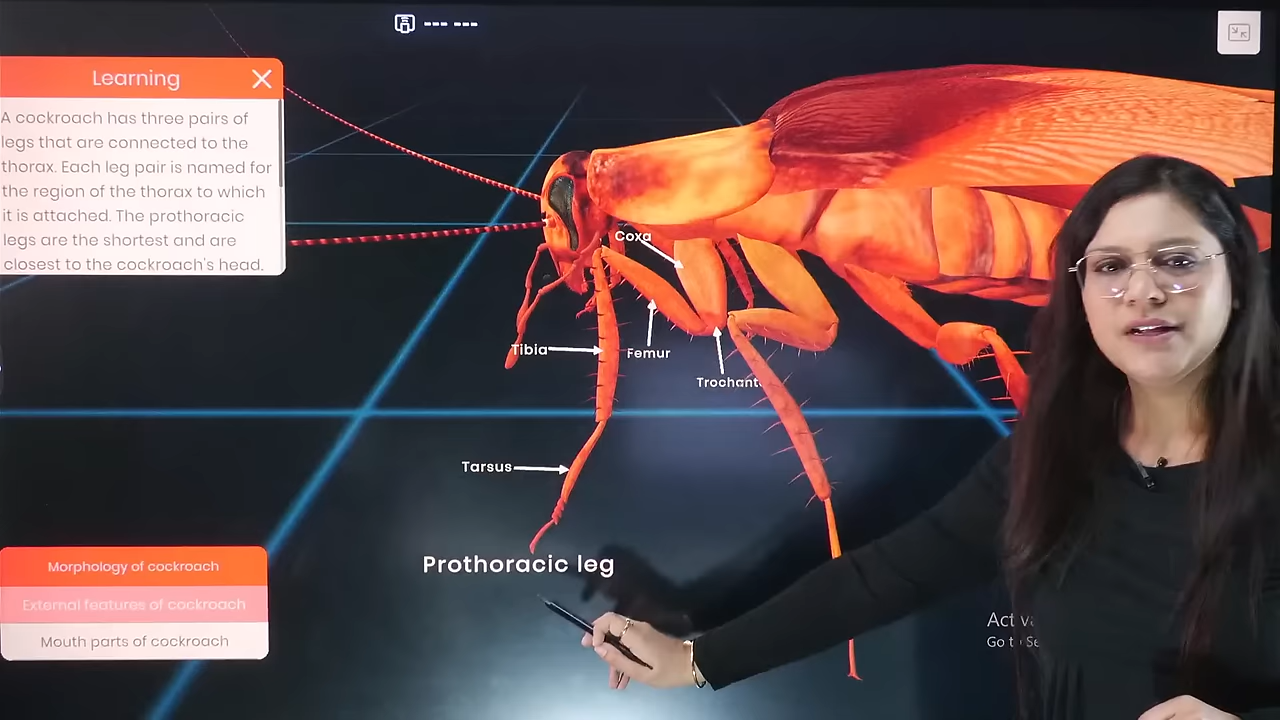 Learning
A cockroach has three pairs of
legs that are connected to the
thorax. Each leg pair is named for
the region of the thorax to which
it is attached. The prothoracic
legs are the shortest and are
closest to the cockroach's head.
Coxa
Tibia
Femur
Trochant
Tarsus
Prothoracic leg
Morphology of cockroach
External features of cockroach
Mouth parts of cockroach
Go t